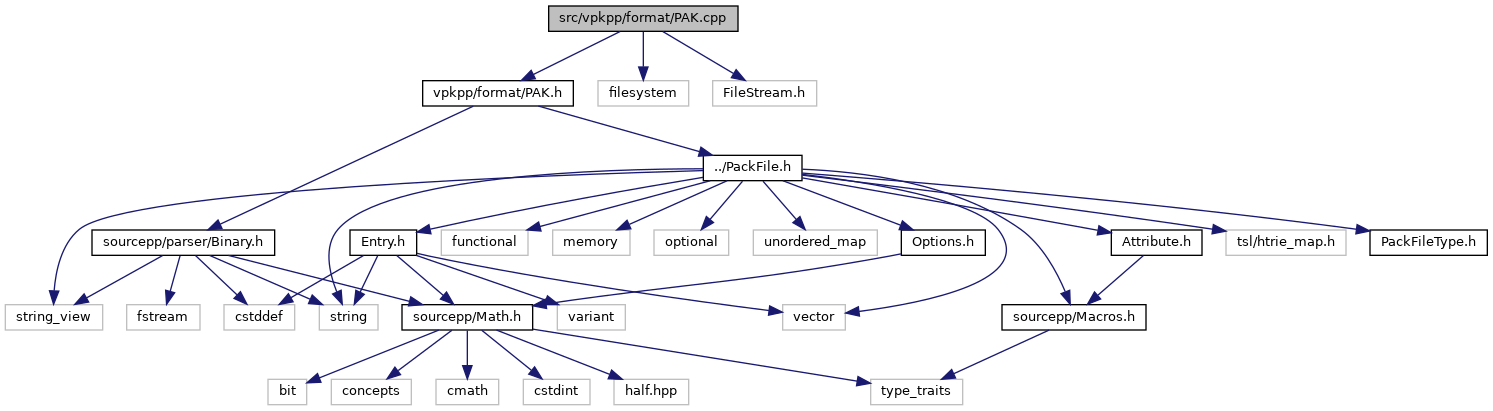 src/vpkpp/format/PAK.cpp
vpkpp/format/PAK.h
filesystem
FileStream.h
../PackFile.h
sourcepp/parser/Binary.h
Entry.h
functional
memory
optional
unordered_map
Options.h
Attribute.h
tsl/htrie_map.h
PackFileType.h
string_view
fstream
cstddef
string
sourcepp/Math.h
variant
vector
sourcepp/Macros.h
bit
concepts
cmath
cstdint
half.hpp
type_traits